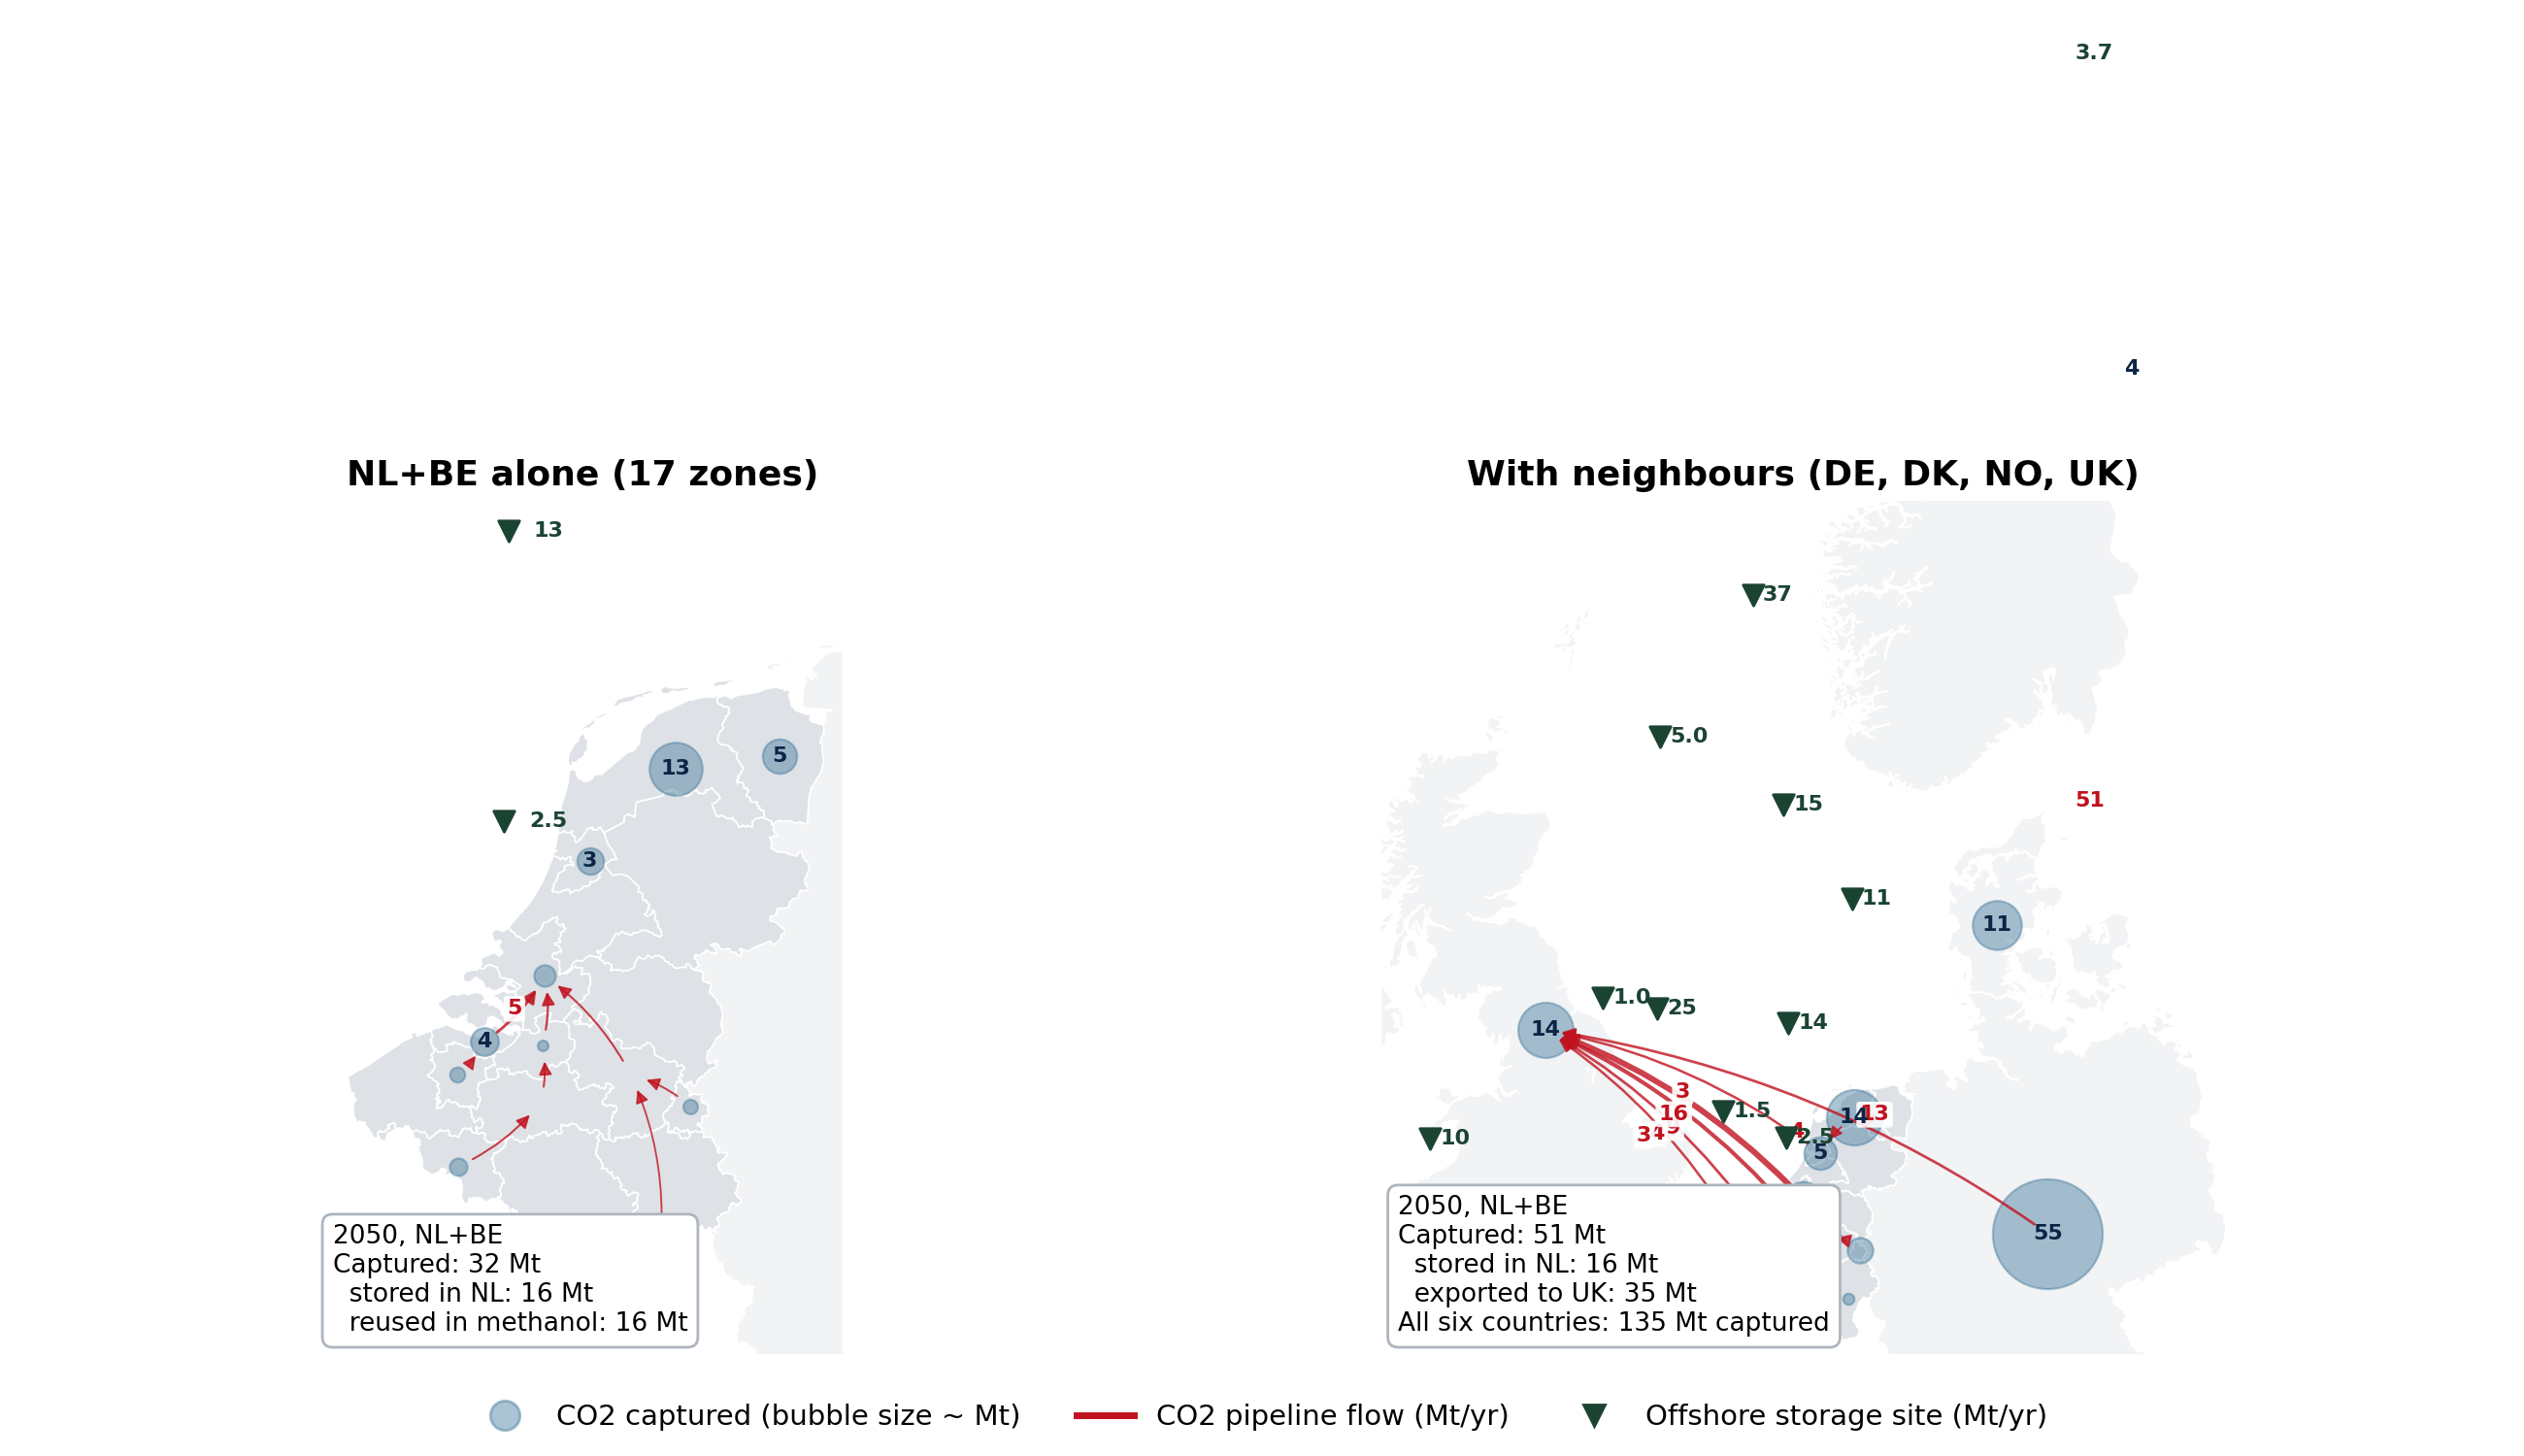 3.7
4
NL+BE alone (17 zones)
13
13
5
2.5
3
5
4
2050, NL+BE
Captured: 32 Mt
stored in NL: 16 Mt
reused in methanol: 16 Mt
With neighbours (DE, DK, NO, UK)
37
5.0
15
51
11
11
1.0
25
14
14
3
16
1.5
14
13
3
4
9
4
2.5
10
5
55
2050, NL+BE
Captured: 51 Mt
stored in NL: 16 Mt
exported to UK: 35 Mt
All six countries: 135 Mt captured
CO2 captured (bubble size ~ Mt)
CO2 pipeline flow (Mt/yr)
Offshore storage site (Mt/yr)